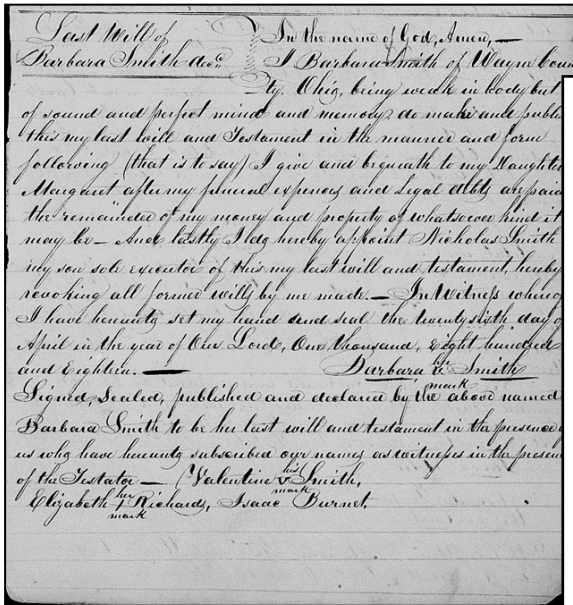 Last Will of
Barbara Smith decd
In the name of God, Amen, —
I Barbara Smith of Wayne Coun
ty, Ohio, being weak in body but
of sound and perfect mind and memory, do make and publi
this my last will and Testament in the manner and form
following (that is to say) I give and bequeath to my Daughter
Margaret after my funeral expences and legal debts are paid
the remainder of my money and property of whatsoever kind it
may be — And lastly I do hereby appoint Nicholas Smith
my son sole executor of this my last will and testament, hereby
revoking all former wills by me made. — In Witness whereo
I have hereunto set my hand and seal the twenty sixth day o
April in the year of Our Lord, One thousand, Eight hundred
and Eighteen. — Barbara her x mark Smith
Signed, Sealed, published and declared by the above named
Barbara Smith to be her last will and testament in the presence o
us who have hereunto subscribed our names as witnesses in the presen
of the Testator — Valentine his x mark Smith,
Elizabeth her + mark Richards, Isaac Burnet.